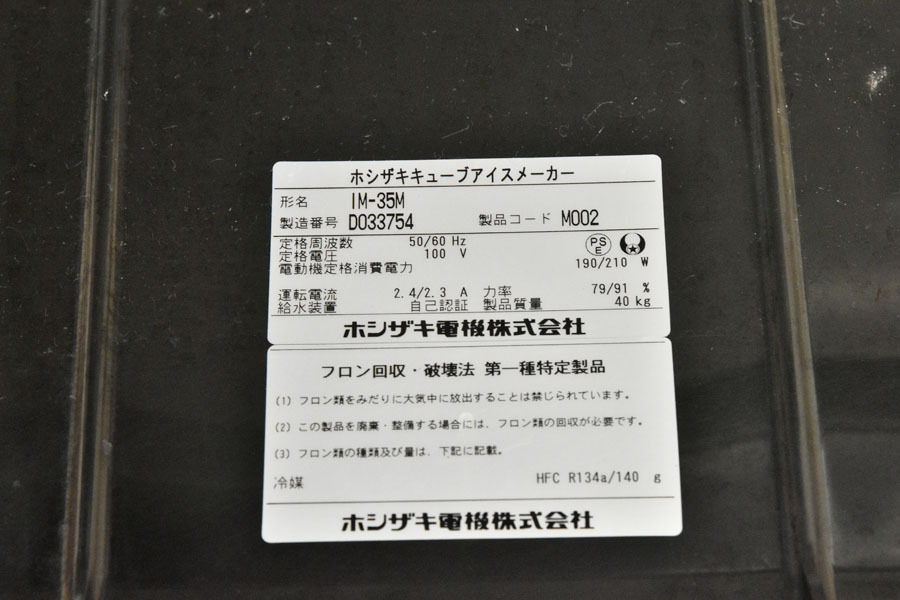 ホシザキキューブアイスメーカー
形名 IM-35M
製造番号 D033754 製品コード M002
定格周波数 50/60 Hz
定格電圧 100 V
PS E
電動機定格消費電力 190/210 W
運転電流 2.4/2.3 A 力率 79/91 %
給水装置 自己認証 製品質量 40 kg
ホシザキ電機株式会社
フロン回収・破壊法 第一種特定製品
(1) フロン類をみだりに大気中に放出することは禁じられています。
(2) この製品を廃棄・整備する場合には、フロン類の回収が必要です。
(3) フロン類の種類及び量は、下記に記載。
冷媒 HFC R134a/140 g
ホシザキ電機株式会社